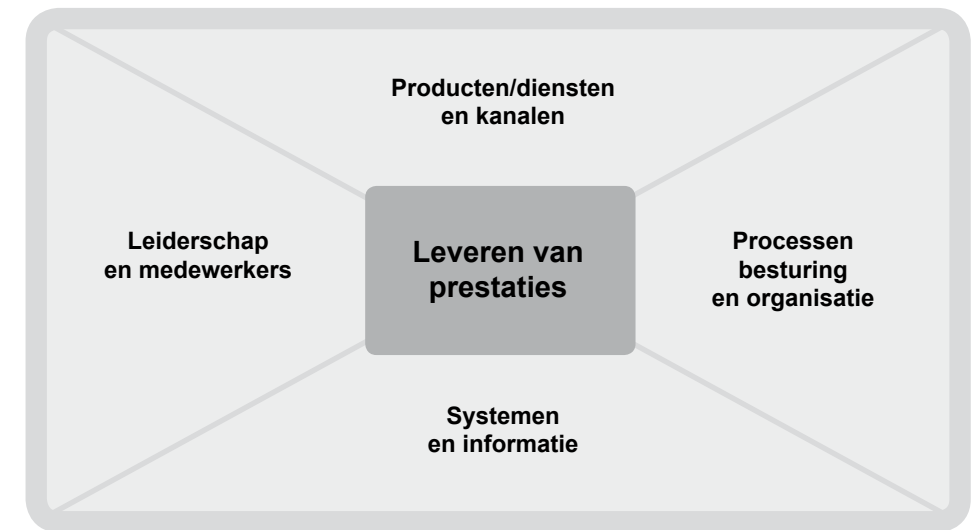 Producten/diensten
en kanalen
Leiderschap
en medewerkers
Leveren van
prestaties
Processen
besturing
en organisatie
Systemen
en informatie